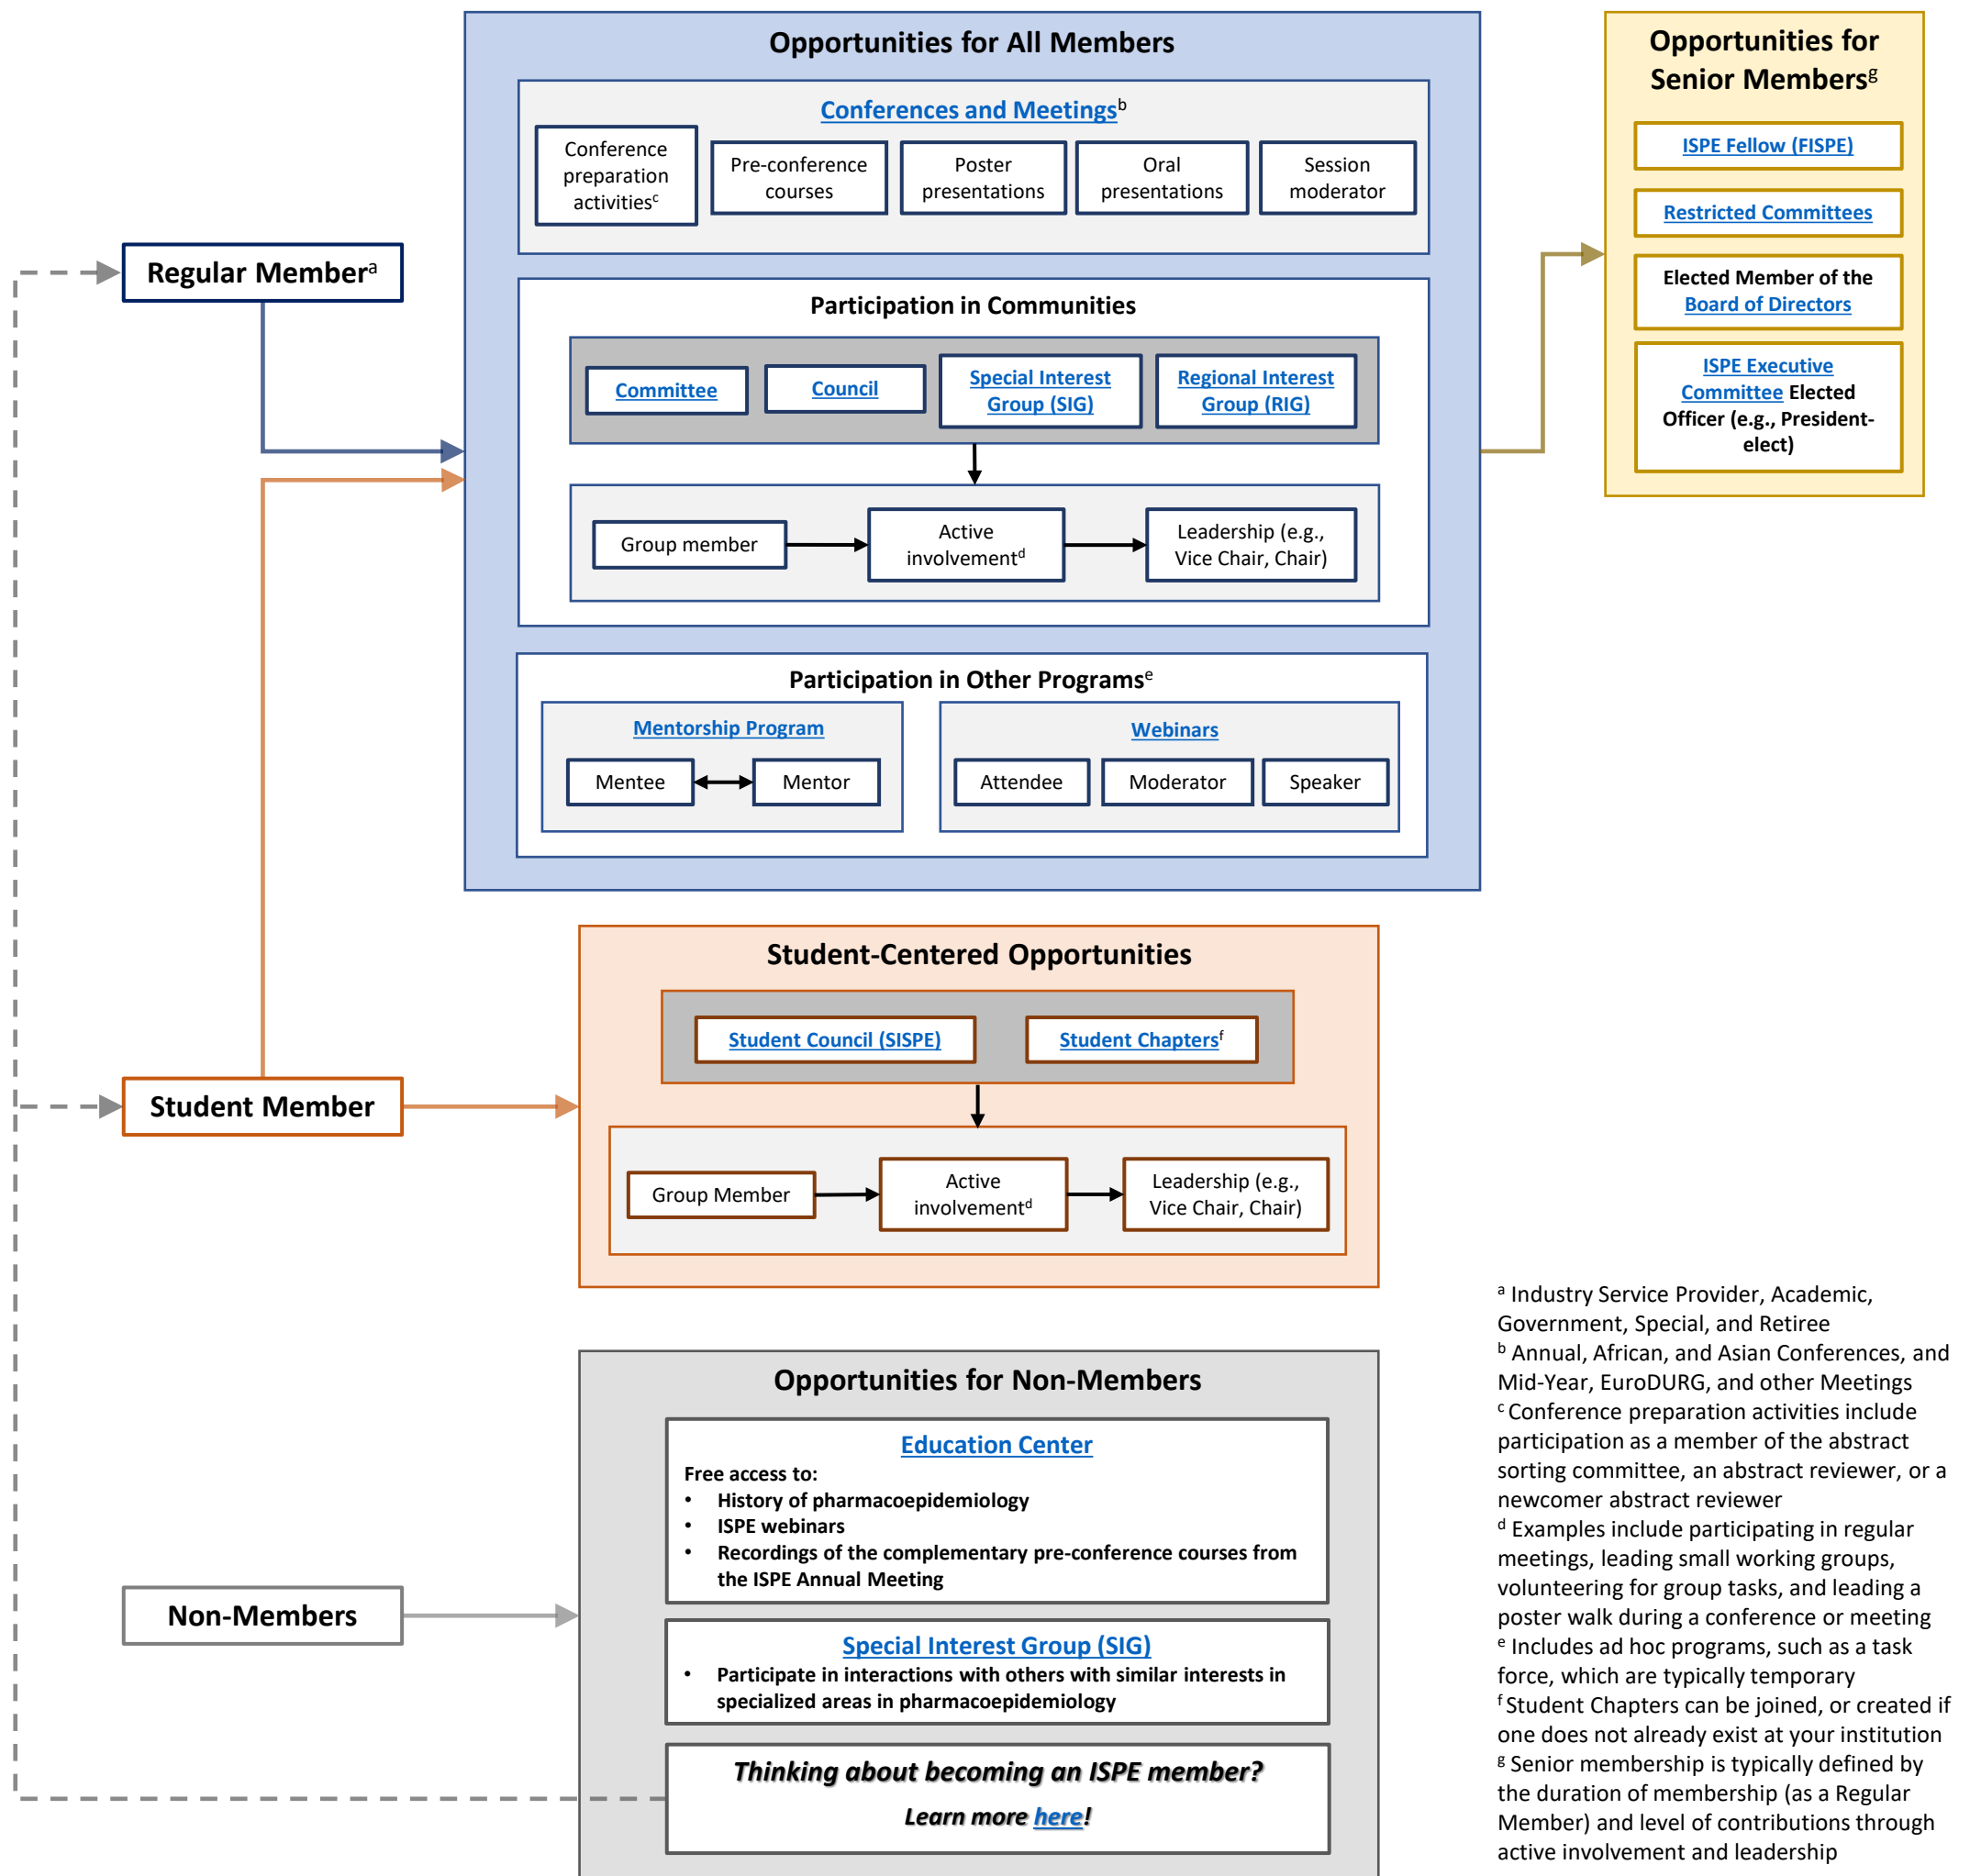 Opportunities for All Members
Conferences and Meetingsᵇ
Conference
preparation
activitiesᶜ
Pre-conference
courses
Poster
presentations
Oral
presentations
Session
moderator
Participation in Communities
Committee
Council
Special Interest
Group (SIG)
Regional Interest
Group (RIG)
Group member
Active
involvementᵈ
Leadership (e.g.,
Vice Chair, Chair)
Participation in Other Programsᵉ
Mentorship Program
Mentee
Mentor
Webinars
Attendee
Moderator
Speaker
Opportunities for
Senior Membersᵍ
ISPE Fellow (FISPE)
Restricted Committees
Elected Member of the
Board of Directors
ISPE Executive
Committee Elected
Officer (e.g., President-
elect)
Regular Memberᵃ
Student Member
Student-Centered Opportunities
Student Council (SISPE)
Student Chaptersᶠ
Group Member
Active
involvementᵈ
Leadership (e.g.,
Vice Chair, Chair)
Non-Members
Opportunities for Non-Members
Education Center
Free access to:
• History of pharmacoepidemiology
• ISPE webinars
• Recordings of the complementary pre-conference courses from
the ISPE Annual Meeting
Special Interest Group (SIG)
• Participate in interactions with others with similar interests in
specialized areas in pharmacoepidemiology
Thinking about becoming an ISPE member?
Learn more here!
ᵃ Industry Service Provider, Academic,
Government, Special, and Retiree
ᵇ Annual, African, and Asian Conferences, and
Mid-Year, EuroDURG, and other Meetings
ᶜ Conference preparation activities include
participation as a member of the abstract
sorting committee, an abstract reviewer, or a
newcomer abstract reviewer
ᵈ Examples include participating in regular
meetings, leading small working groups,
volunteering for group tasks, and leading a
poster walk during a conference or meeting
ᵉ Includes ad hoc programs, such as a task
force, which are typically temporary
ᶠ Student Chapters can be joined, or created if
one does not already exist at your institution
ᵍ Senior membership is typically defined by
the duration of membership (as a Regular
Member) and level of contributions through
active involvement and leadership